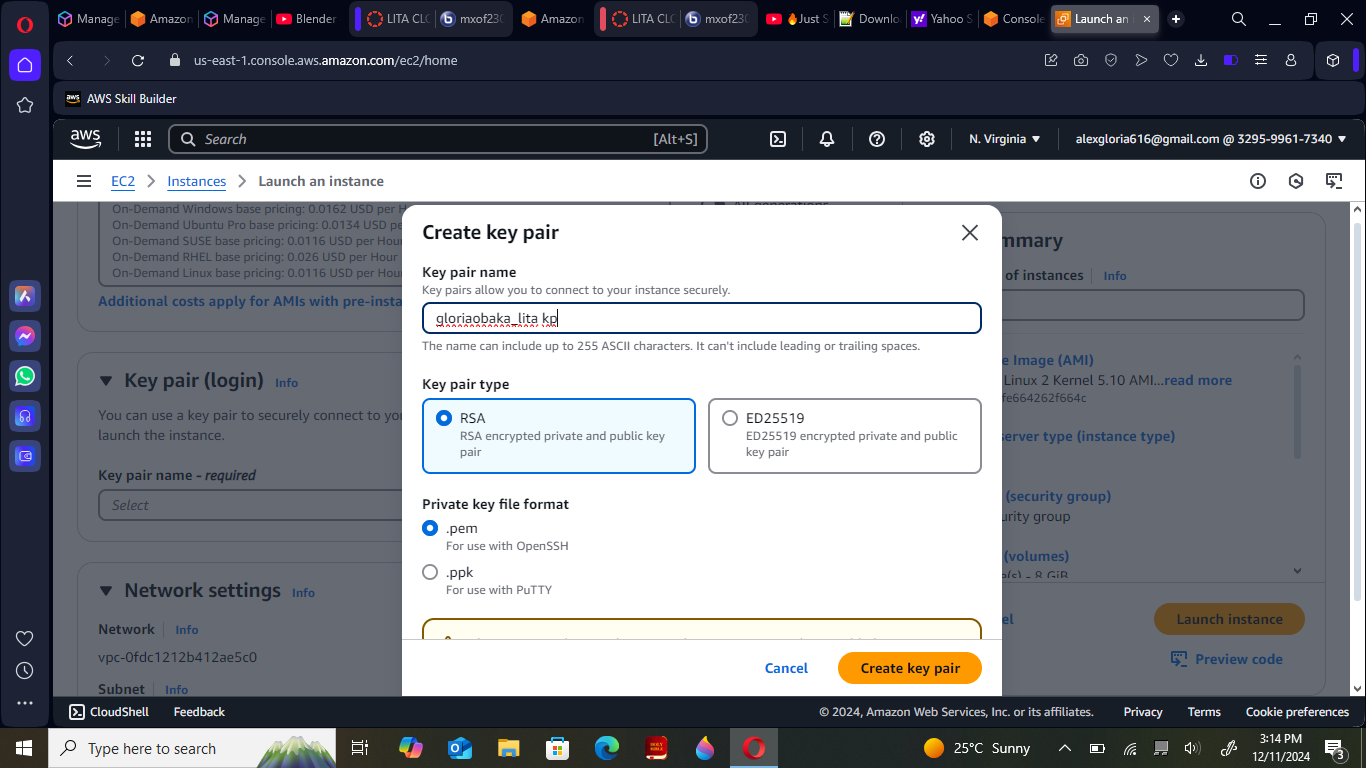 Manage
Amazon
Manage
Blender
LITA CLO
mxof230
Amazon
LITA CLO
mxof230
🔥Just S
Downlo
Yahoo S
Console
Launch an
us-east-1.console.aws.amazon.com/ec2/home
aws AWS Skill Builder
aws
Search [Alt+S]
N. Virginia
alexgloria616@gmail.com @ 3295-9961-7340
EC2 > Instances > Launch an instance
On-Demand Windows base pricing: 0.0162 USD per H
On-Demand Ubuntu Pro base pricing: 0.0134 USD pe
On-Demand SUSE base pricing: 0.0116 USD per Hour
On-Demand RHEL base pricing: 0.026 USD per Hour
On-Demand Linux base pricing: 0.0116 USD per Hour
Additional costs apply for AMIs with pre-insta
Key pair (login) Info
You can use a key pair to securely connect to yo
launch the instance.
Key pair name - required
Select
Network settings Info
Network Info
vpc-0fdc1212b412ae5c0
Subnet Info
Create key pair
Key pair name
Key pairs allow you to connect to your instance securely.
gloriaobaka_lita kp
The name can include up to 255 ASCII characters. It can't include leading or trailing spaces.
Key pair type
RSA
RSA encrypted private and public key
pair
ED25519
ED25519 encrypted private and public
key pair
Private key file format
.pem
For use with OpenSSH
.ppk
For use with PuTTY
Cancel
Create key pair
mmary
of instances Info
e Image (AMI)
Linux 2 Kernel 5.10 AMI...read more
fe664262f664c
erver type (instance type)
(security group)
urity group
(volumes)
e(s) - 8 GiB
el
Launch instance
Preview code
CloudShell
Feedback
© 2024, Amazon Web Services, Inc. or its affiliates.
Privacy
Terms
Cookie preferences
Type here to search
HOLY BIBLE
25°C Sunny
3:14 PM
12/11/2024
3